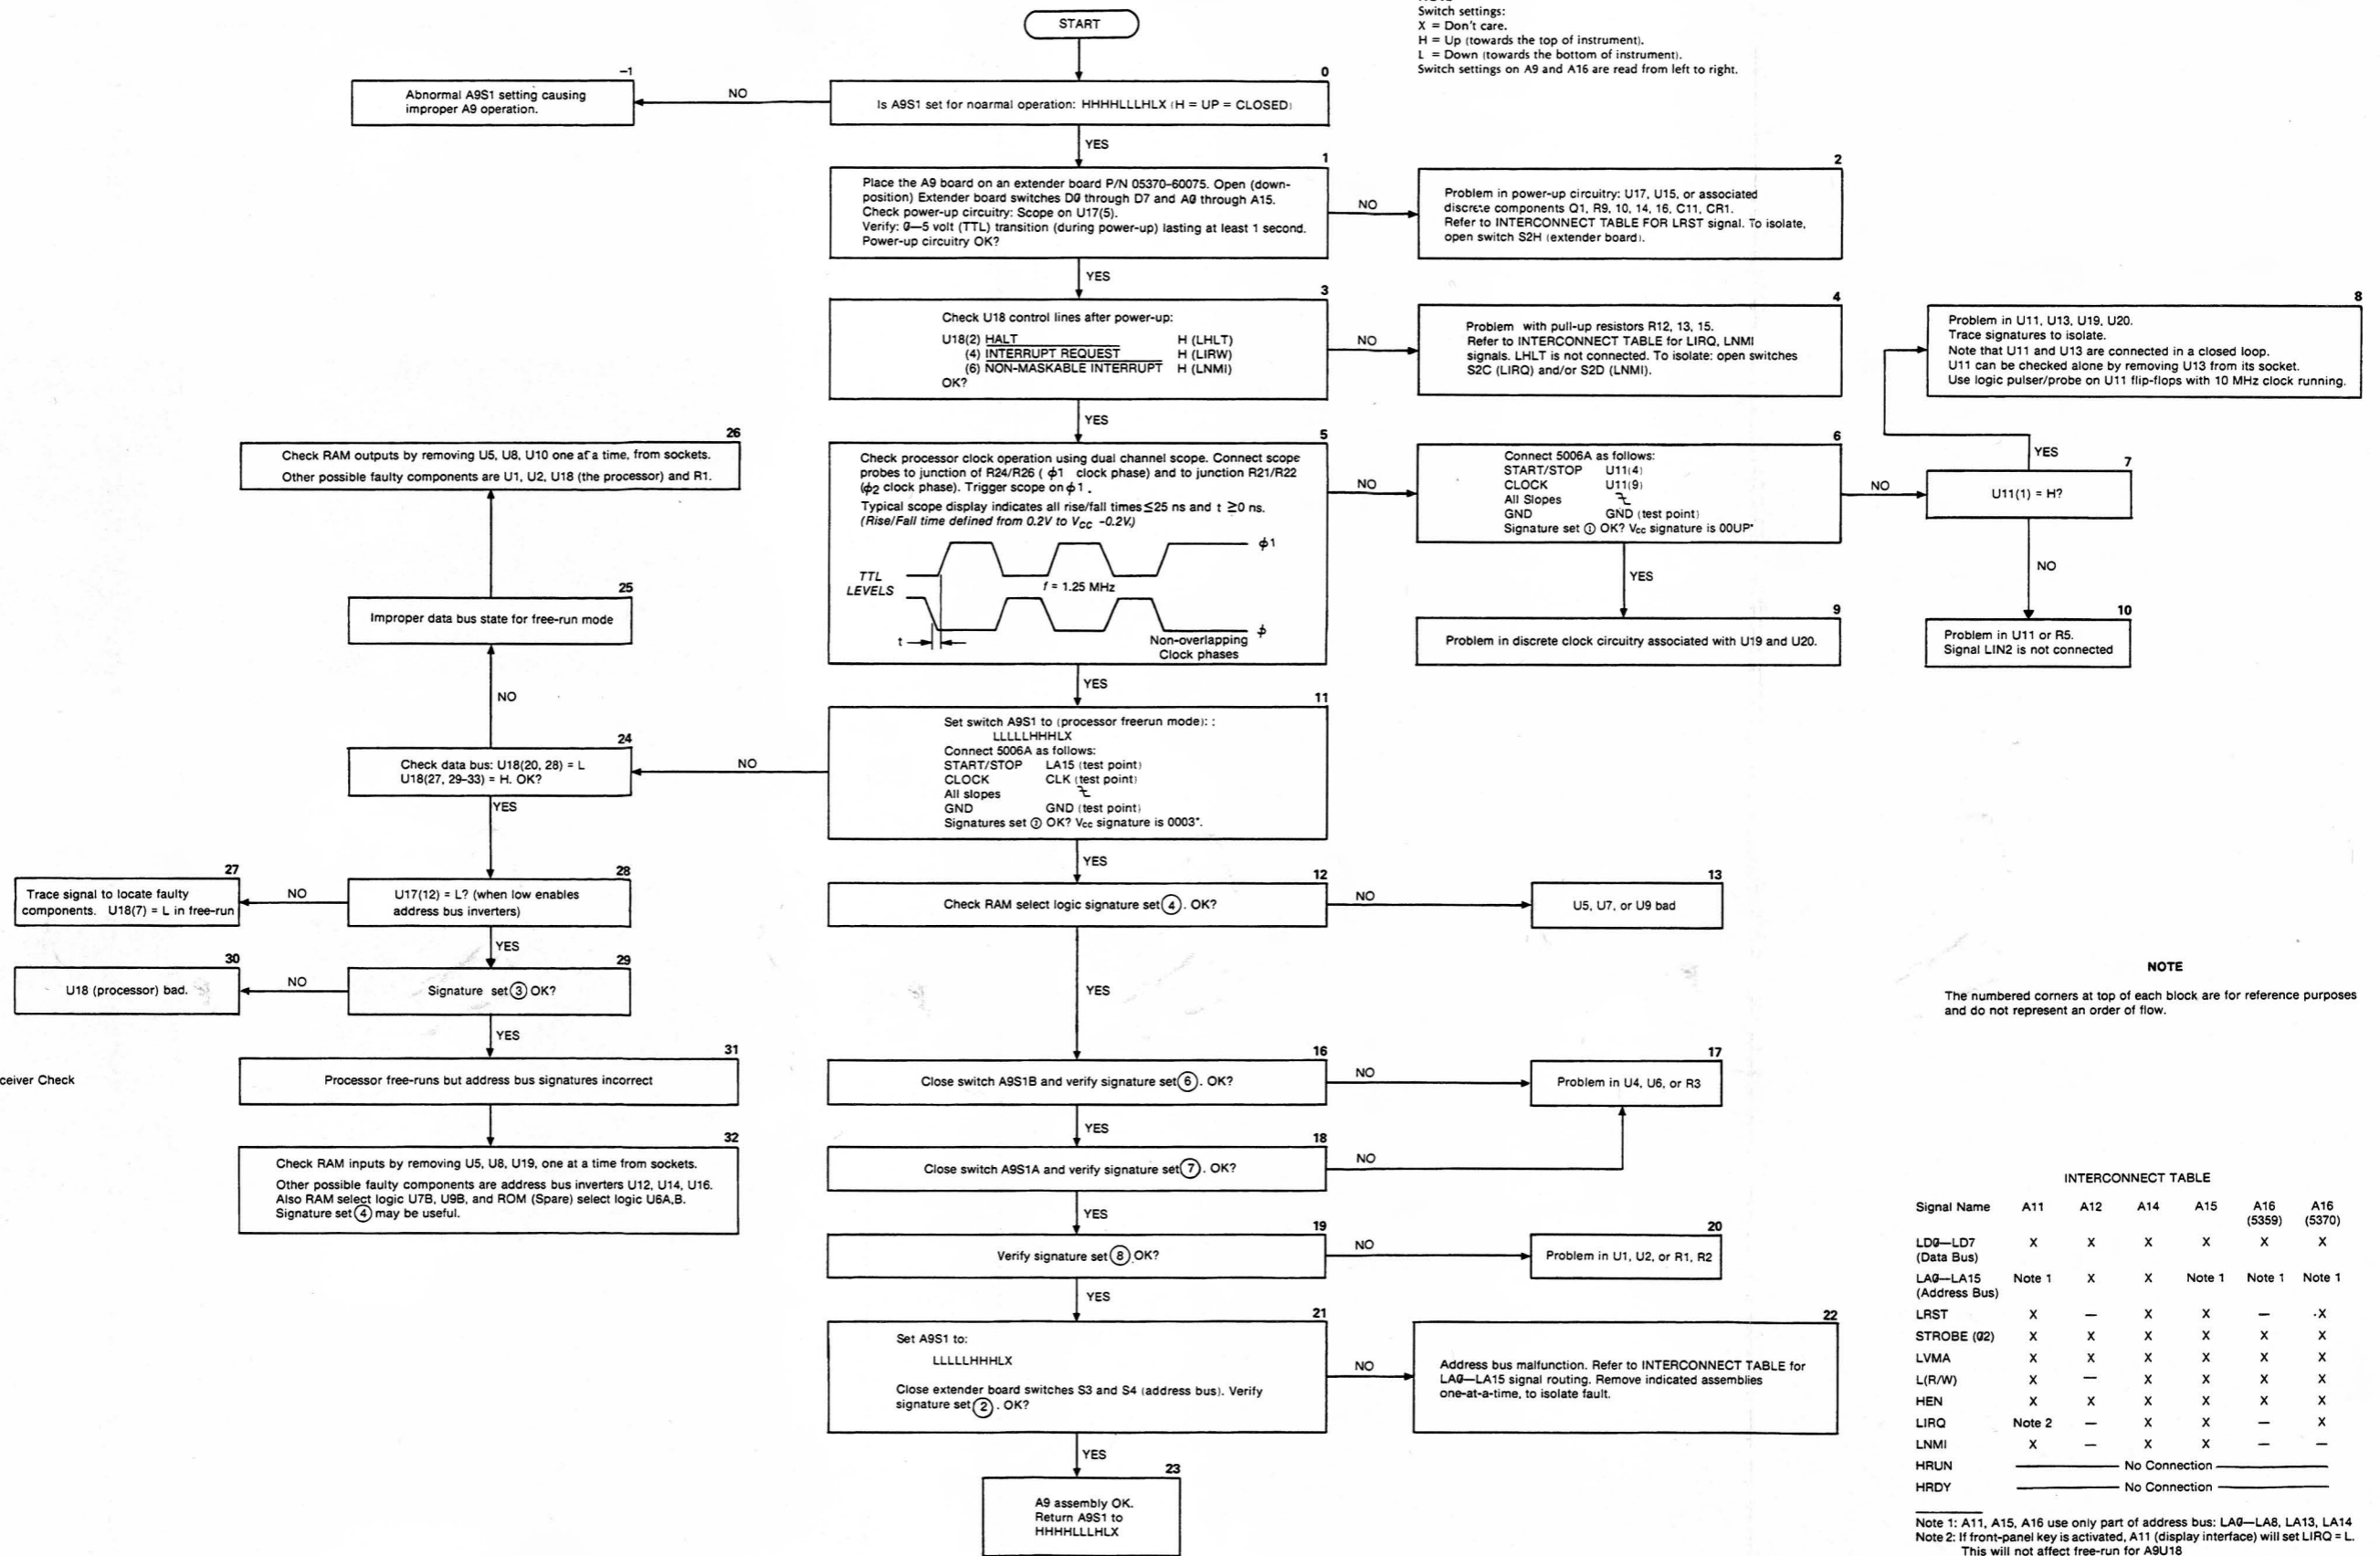 START
Switch settings:
X = Don't care.
H = Up (towards the top of instrument).
L = Down (towards the bottom of instrument).
Switch settings on A9 and A16 are read from left to right.
-1
Abnormal A9S1 setting causing
improper A9 operation.
NO
0
Is A9S1 set for noarmal operation: HHHHLLLHLX (H = UP = CLOSED)
YES
1
Place the A9 board on an extender board P/N 05370-60075. Open (down-
position) Extender board switches D0 through D7 and A0 through A15.
Check power-up circuitry: Scope on U17(5).
Verify: 0—5 volt (TTL) transition (during power-up) lasting at least 1 second.
Power-up circuitry OK?
NO
2
Problem in power-up circuitry: U17, U15, or associated
discrete components Q1, R9, 10, 14, 16. C11, CR1.
Refer to INTERCONNECT TABLE FOR LRST signal. To isolate,
open switch S2H (extender board).
YES
3
Check U18 control lines after power-up:
U18(2) HALT H (LHLT)
(4) INTERRUPT REQUEST H (LIRW)
(6) NON-MASKABLE INTERRUPT H (LNMI)
OK?
NO
4
Problem with pull-up resistors R12, 13, 15.
Refer to INTERCONNECT TABLE for LIRQ, LNMI
signals. LHLT is not connected. To isolate: open switches
S2C (LIRQ) and/or S2D (LNMI).
8
Problem in U11, U13, U19, U20.
Trace signatures to isolate.
Note that U11 and U13 are connected in a closed loop.
U11 can be checked alone by removing U13 from its socket.
Use logic pulser/probe on U11 flip-flops with 10 MHz clock running.
YES
5
Check processor clock operation using dual channel scope. Connect scope
probes to junction of R24/R26 ( ϕ1 clock phase) and to junction R21/R22
(ϕ2 clock phase). Trigger scope on ϕ1 .
Typical scope display indicates all rise/fall times ≤25 ns and t ≥0 ns.
(Rise/Fall time defined from 0.2V to Vcc -0.2V.)
ϕ1
TTL
LEVELS
f = 1.25 MHz
t
ϕ
Non-overlapping
Clock phases
NO
6
Connect 5006A as follows:
START/STOP U11(4)
CLOCK U11(9)
All Slopes
GND GND (test point)
Signature set ① OK? Vcc signature is 00UP*
NO
YES
7
U11(1) = H?
YES
9
Problem in discrete clock circuitry associated with U19 and U20.
NO
10
Problem in U11 or R5.
Signal LIN2 is not connected
26
Check RAM outputs by removing U5, U8, U10 one at a time, from sockets.
Other possible faulty components are U1, U2, U18 (the processor) and R1.
25
Improper data bus state for free-run mode
NO
24
Check data bus: U18(20, 28) = L
U18(27, 29-33) = H. OK?
NO
YES
11
Set switch A9S1 to (processor freerun mode): :
LLLLLHHHLX
Connect 5006A as follows:
START/STOP LA15 (test point)
CLOCK CLK (test point)
All slopes
GND GND (test point)
Signatures set ② OK? Vcc signature is 0003*.
YES
YES
27
Trace signal to locate faulty
components. U18(7) = L in free-run
NO
28
U17(12) = L? (when low enables
address bus inverters)
12
Check RAM select logic signature set ④. OK?
NO
13
U5, U7, or U9 bad
YES
30
U18 (processor) bad.
NO
29
Signature set ③ OK?
YES
NOTE
The numbered corners at top of each block are for reference purposes
and do not represent an order of flow.
YES
31
Processor free-runs but address bus signatures incorrect
ceiver Check
16
Close switch A9S1B and verify signature set ⑥. OK?
NO
17
Problem in U4, U6, or R3
YES
32
Check RAM inputs by removing U5, U8, U19, one at a time from sockets.
Other possible faulty components are address bus inverters U12, U14, U16.
Also RAM select logic U7B, U9B, and ROM (Spare) select logic U6A,B.
Signature set ④ may be useful.
18
Close switch A9S1A and verify signature set ⑦. OK?
NO
YES
19
Verify signature set ⑧ OK?
NO
20
Problem in U1, U2, or R1, R2
YES
21
Set A9S1 to:
LLLLLHHHLX
Close extender board switches S3 and S4 (address bus). Verify
signature set ②. OK?
NO
22
Address bus malfunction. Refer to INTERCONNECT TABLE for
LA0—LA15 signal routing. Remove indicated assemblies
one-at-a-time, to isolate fault.
YES
23
A9 assembly OK.
Return A9S1 to
HHHHLLLHLX
INTERCONNECT TABLE
Signal Name A11 A12 A14 A15 A16 A16
(5359) (5370)
LD0—LD7 X X X X X X
(Data Bus)
LA0—LA15 Note 1 X X Note 1 Note 1 Note 1
(Address Bus)
LRST X — X X — X
STROBE (02) X X X X X X
LVMA X X X X X X
L(R/W) X — X X X X
HEN X X X X X X
LIRQ Note 2 — X X — X
LNMI X — X X — —
HRUN No Connection
HRDY No Connection
Note 1: A11, A15, A16 use only part of address bus: LA0—LA8, LA13, LA14
Note 2: If front-panel key is activated, A11 (display interface) will set LIRQ = L.
This will not affect free-run for A9U18